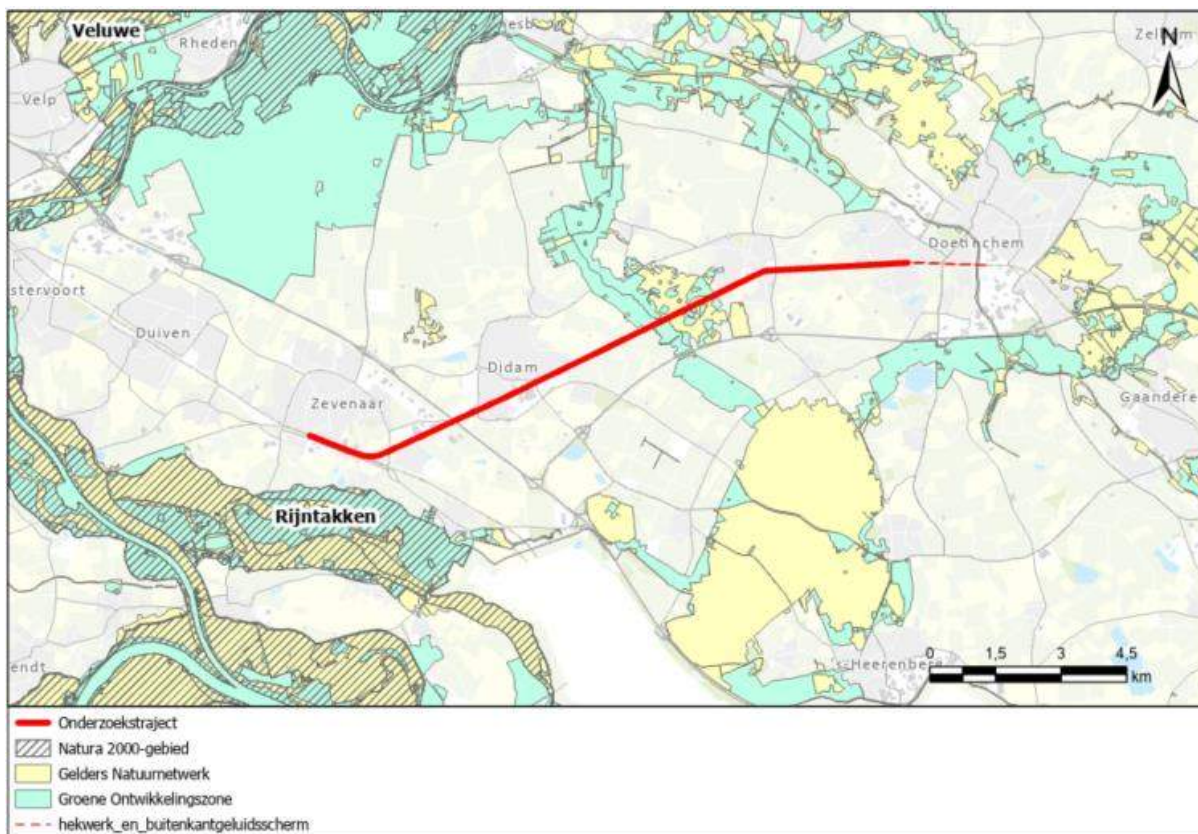 Veluwe
Rheden
Zelhem
N
Velp
Doetinchem
stervoort
Duiven
Didam
Zevenaar
Gaandere
Rijntakken
endt
's-Heerenberg
0 1,5 3 4,5
km
Onderzoekstraject
Natura 2000-gebied
Gelders Natuurnetwerk
Groene Ontwikkelingszone
hekwerk_en_buitenkantgeluidsscherm